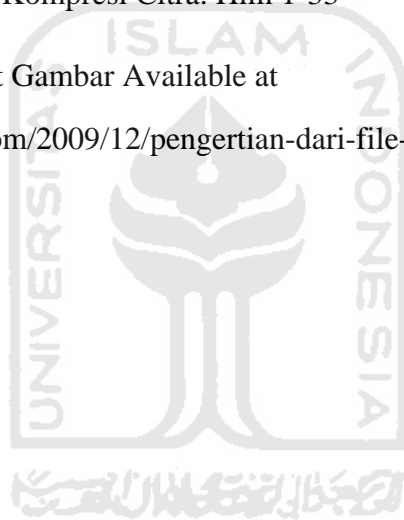 Kompresi Citra. Hlm 1-33
t Gambar Available at
om/2009/12/pengertian-dari-file-
ISLAM
UNIVERSITAS
INDONESIA